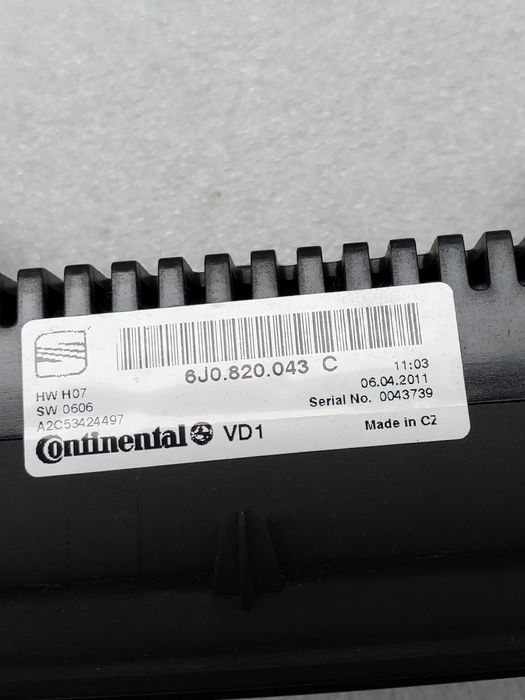 6J0.820.043 C
11:03
06.04.2011
Serial No. 0043739
Made in CZ
HW H07
SW 0606
A2C53424497
Continental VD1